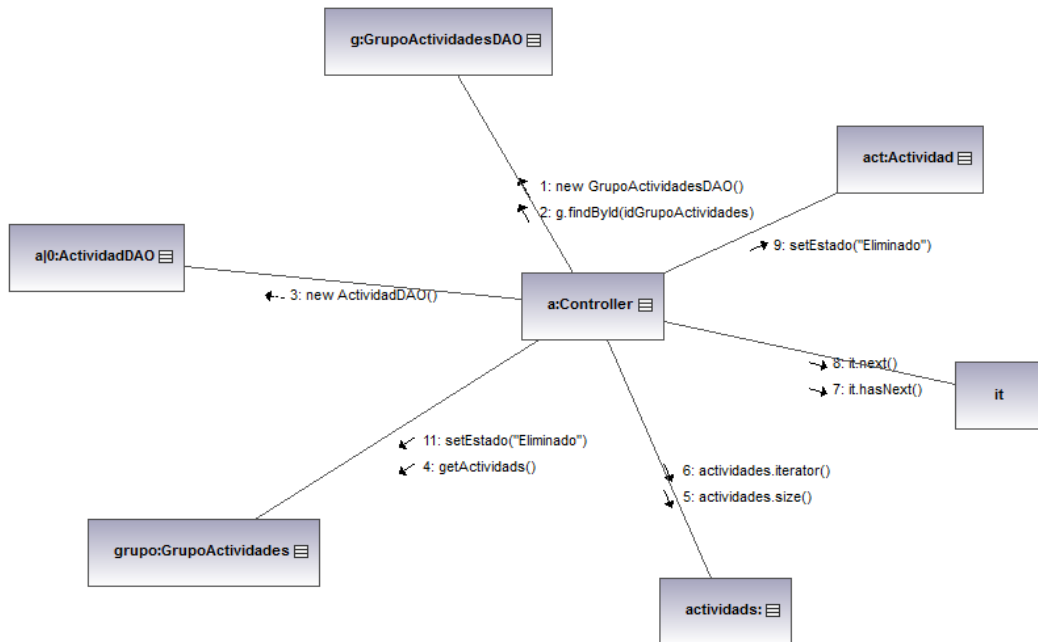 g:GrupoActividadesDAO
act:Actividad
1: new GrupoActividadesDAO()
2: g.findById(idGrupoActividades)
a|0:ActividadDAO
9: setEstado("Eliminado")
3: new ActividadDAO()
a:Controller
8: it.next()
7: it.hasNext()
it
11: setEstado("Eliminado")
4: getActividads()
6: actividades.iterator()
5: actividades.size()
grupo:GrupoActividades
actividads: